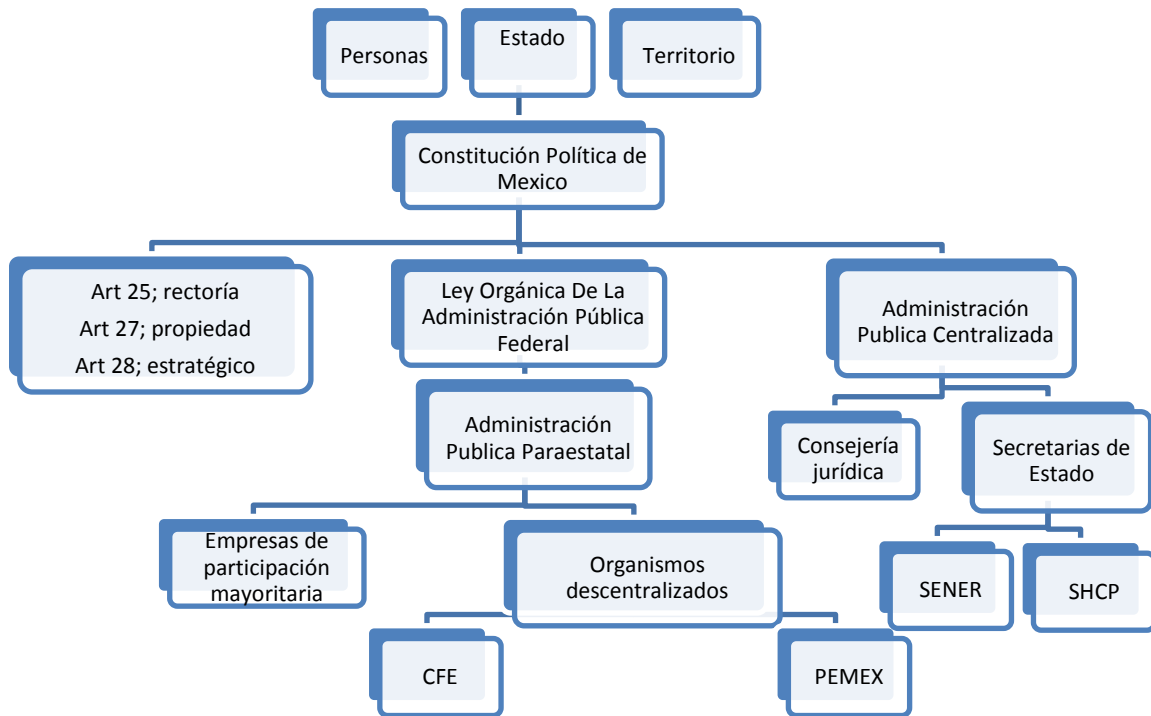 Personas
Estado
Territorio
Constitución Política de
Mexico
Art 25; rectoría
Art 27; propiedad
Art 28; estratégico
Ley Orgánica De La
Administración Pública
Federal
Administración
Publica Centralizada
Administración
Publica Paraestatal
Consejería
jurídica
Secretarias de
Estado
Empresas de
participación
mayoritaria
Organismos
descentralizados
SENER
SHCP
CFE
PEMEX